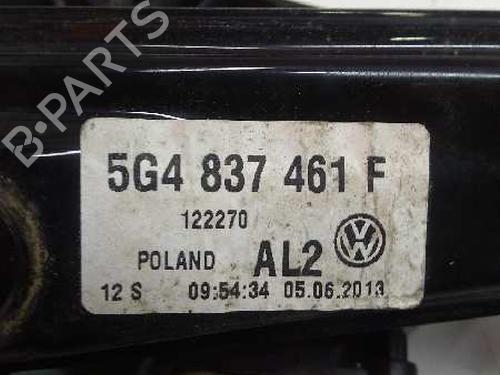 B-PARTS
5G4 837 461 F
122270
POLAND AL2
12 S 09:54:34 05.06.2013